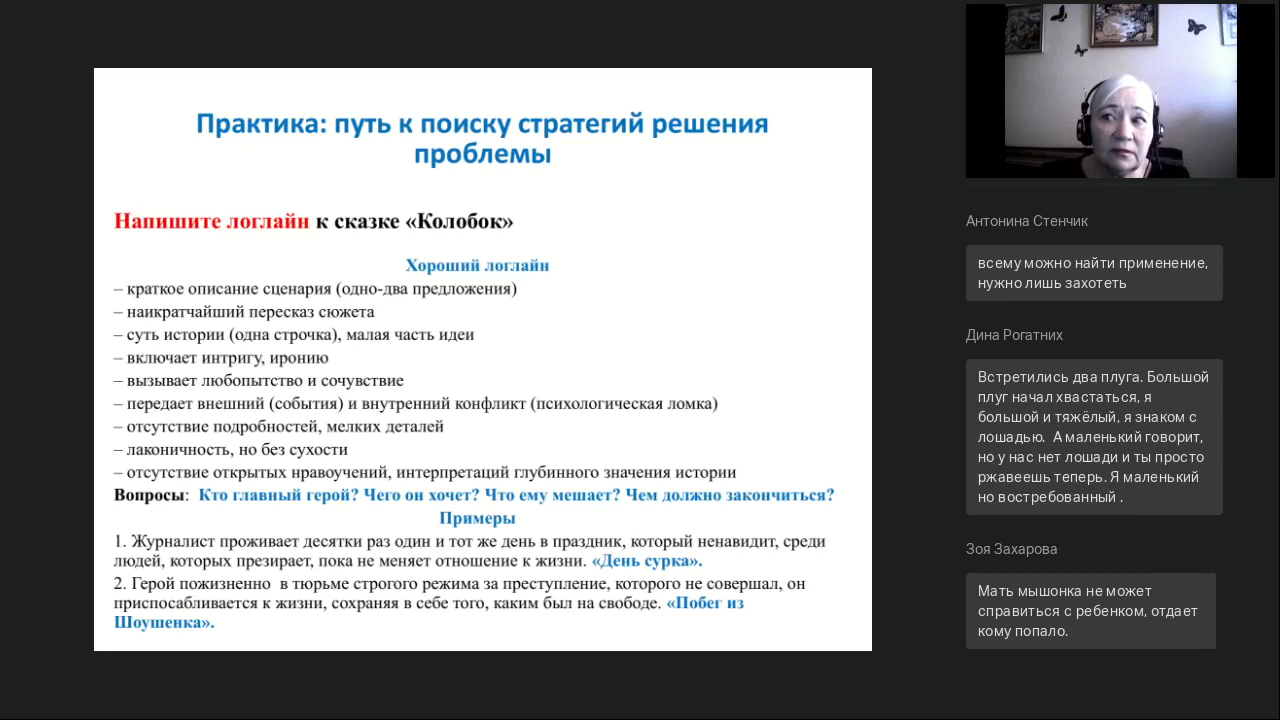 Практика: путь к поиску стратегий решения
проблемы
Напишите логлайн к сказке «Колобок»
Хороший логлайн
– краткое описание сценария (одно-два предложения)
– наикратчайший пересказ сюжета
– суть истории (одна строчка), малая часть идеи
– включает интригу, иронию
– вызывает любопытство и сочувствие
– передает внешний (события) и внутренний конфликт (психологическая ломка)
– отсутствие подробностей, мелких деталей
– лаконичность, но без сухости
– отсутствие открытых нравоучений, интерпретаций глубинного значения истории
Вопросы: Кто главный герой? Чего он хочет? Что ему мешает? Чем должно закончиться?
Примеры
1. Журналист проживает десятки раз один и тот же день в праздник, который ненавидит, среди
людей, которых презирает, пока не меняет отношение к жизни. «День сурка».
2. Герой пожизненно в тюрьме строгого режима за преступление, которого не совершал, он
приспосабливается к жизни, сохраняя в себе того, каким был на свободе. «Побег из
Шоушенка».
Антонина Стенчик
всему можно найти применение,
нужно лишь захотеть
Дина Рогатних
Встретились два плуга. Большой
плуг начал хвастаться, я
большой и тяжёлый, я знаком с
лошадью. А маленький говорит,
но у нас нет лошади и ты просто
ржавеешь теперь. Я маленький
но востребованный .
Зоя Захарова
Мать мышонка не может
справиться с ребенком, отдает
кому попало.